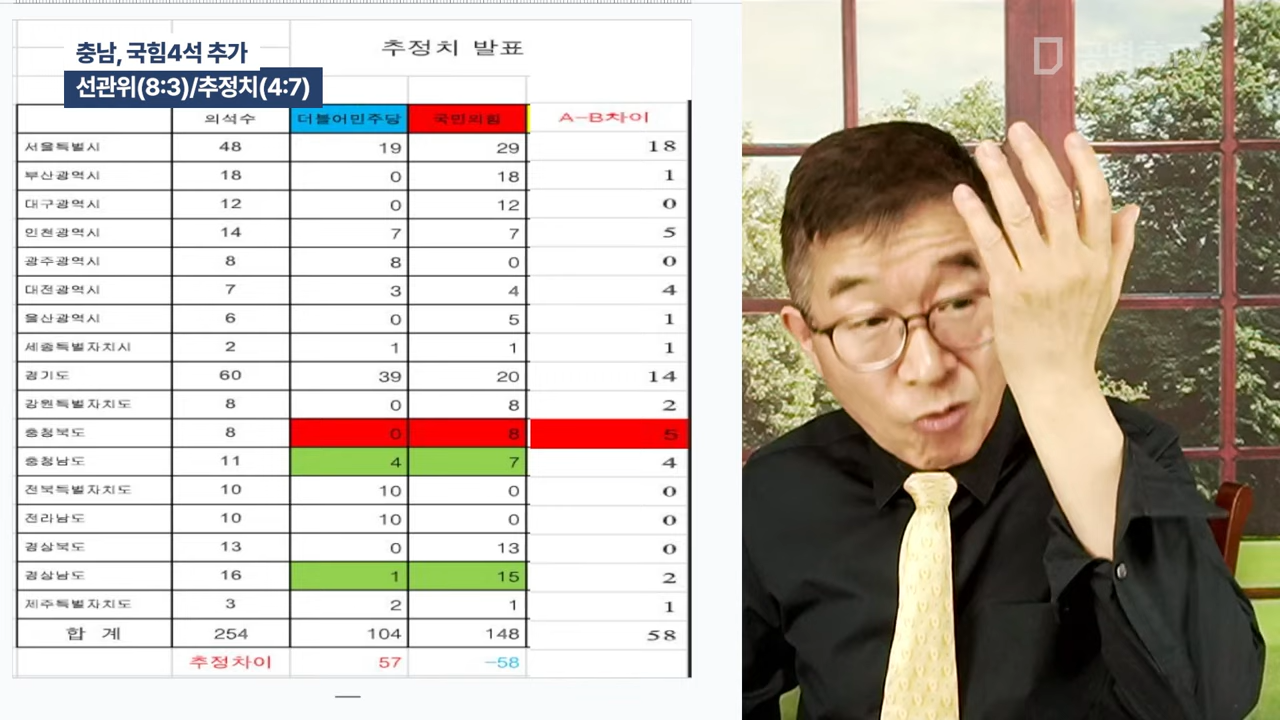 추정치 발표
충남, 국힘4석 추가
선관위(8:3)/추정치(4:7)
의석수 더불어민주당 국민의힘 A-B차이
서울특별시 48 19 29 18
부산광역시 18 0 18 1
대구광역시 12 0 12 0
인천광역시 14 7 7 5
광주광역시 8 8 0 0
대전광역시 7 3 4 4
울산광역시 6 0 5 1
세종특별자치시 2 1 1 1
경기도 60 39 20 14
강원특별자치도 8 0 8 2
충청북도 8 0 8 5
충청남도 11 4 7 4
전북특별자치도 10 10 0 0
전라남도 10 10 0 0
경상북도 13 0 13 0
경상남도 16 1 15 2
제주특별자치도 3 2 1 1
합 계 254 104 148 58
추정차이 57 -58